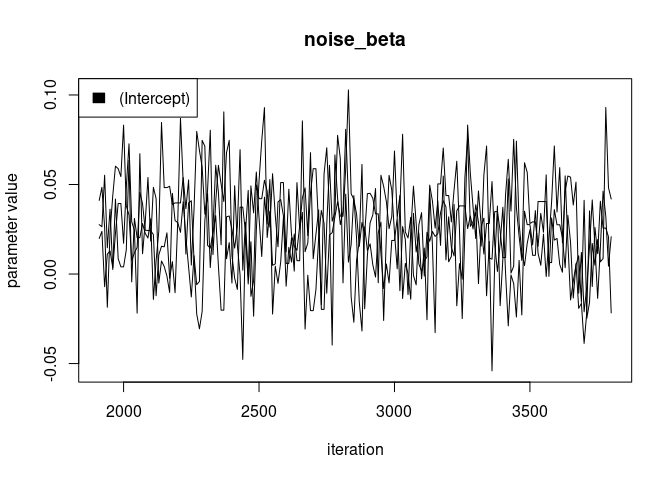 noise_beta
(Intercept)
parameter value
0.10
0.05
0.00
-0.05
2000 2500 3000 3500
iteration